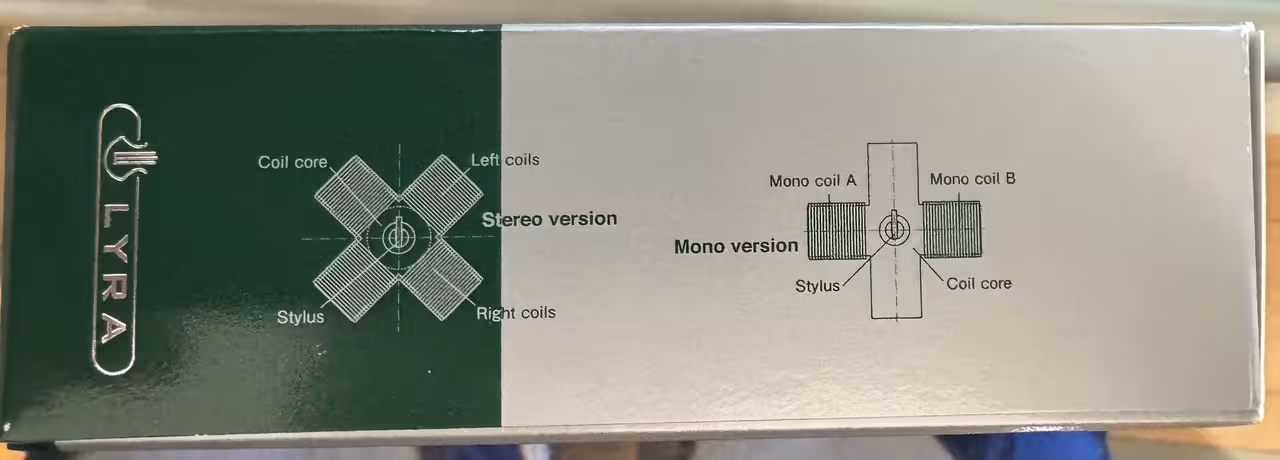 LYRA
Coil core
Left coils
Stereo version
Stylus
Right coils
Mono coil A
Mono coil B
Mono version
Stylus
Coil core